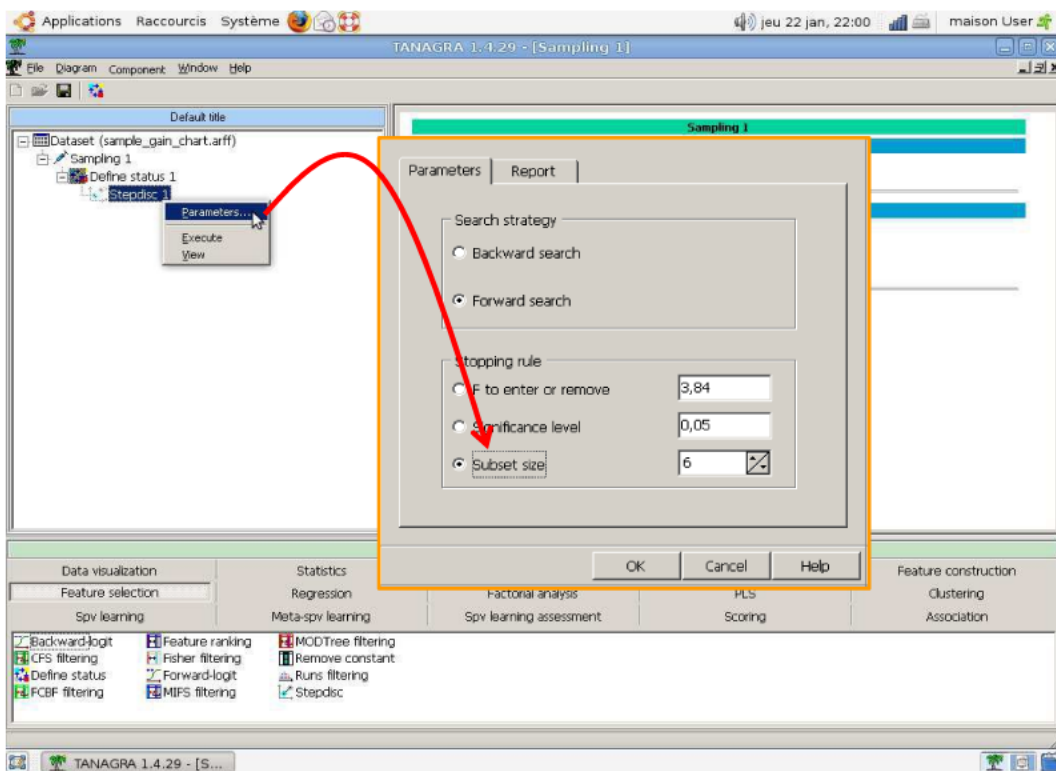 Applications Raccourcis Système jeu 22 jan, 22:00 maison User
TANAGRA 1.4.29 - [Sampling 1]
File Diagram Component Window Help
Default title
Dataset (sample_gain_chart.arff)
Sampling 1
Define status 1
Stepdisc 1
Parameters...
Execute
View
Sampling 1
Parameters Report
Search strategy
Backward search
Forward search
Stopping rule
F to enter or remove 3,84
Significance level 0,05
Subset size 6
OK Cancel Help
Data visualization Statistics Feature construction
Feature selection Regression Factorial analysis PLS Clustering
Spv learning Meta-spv learning Spv learning assessment Scoring Association
Backward-logit Feature ranking MODTree filtering
CFS filtering Fisher filtering Remove constant
Define status Forward-logit Runs filtering
FCBF filtering MIFS filtering Stepdisc
TANAGRA 1.4.29 - [S...